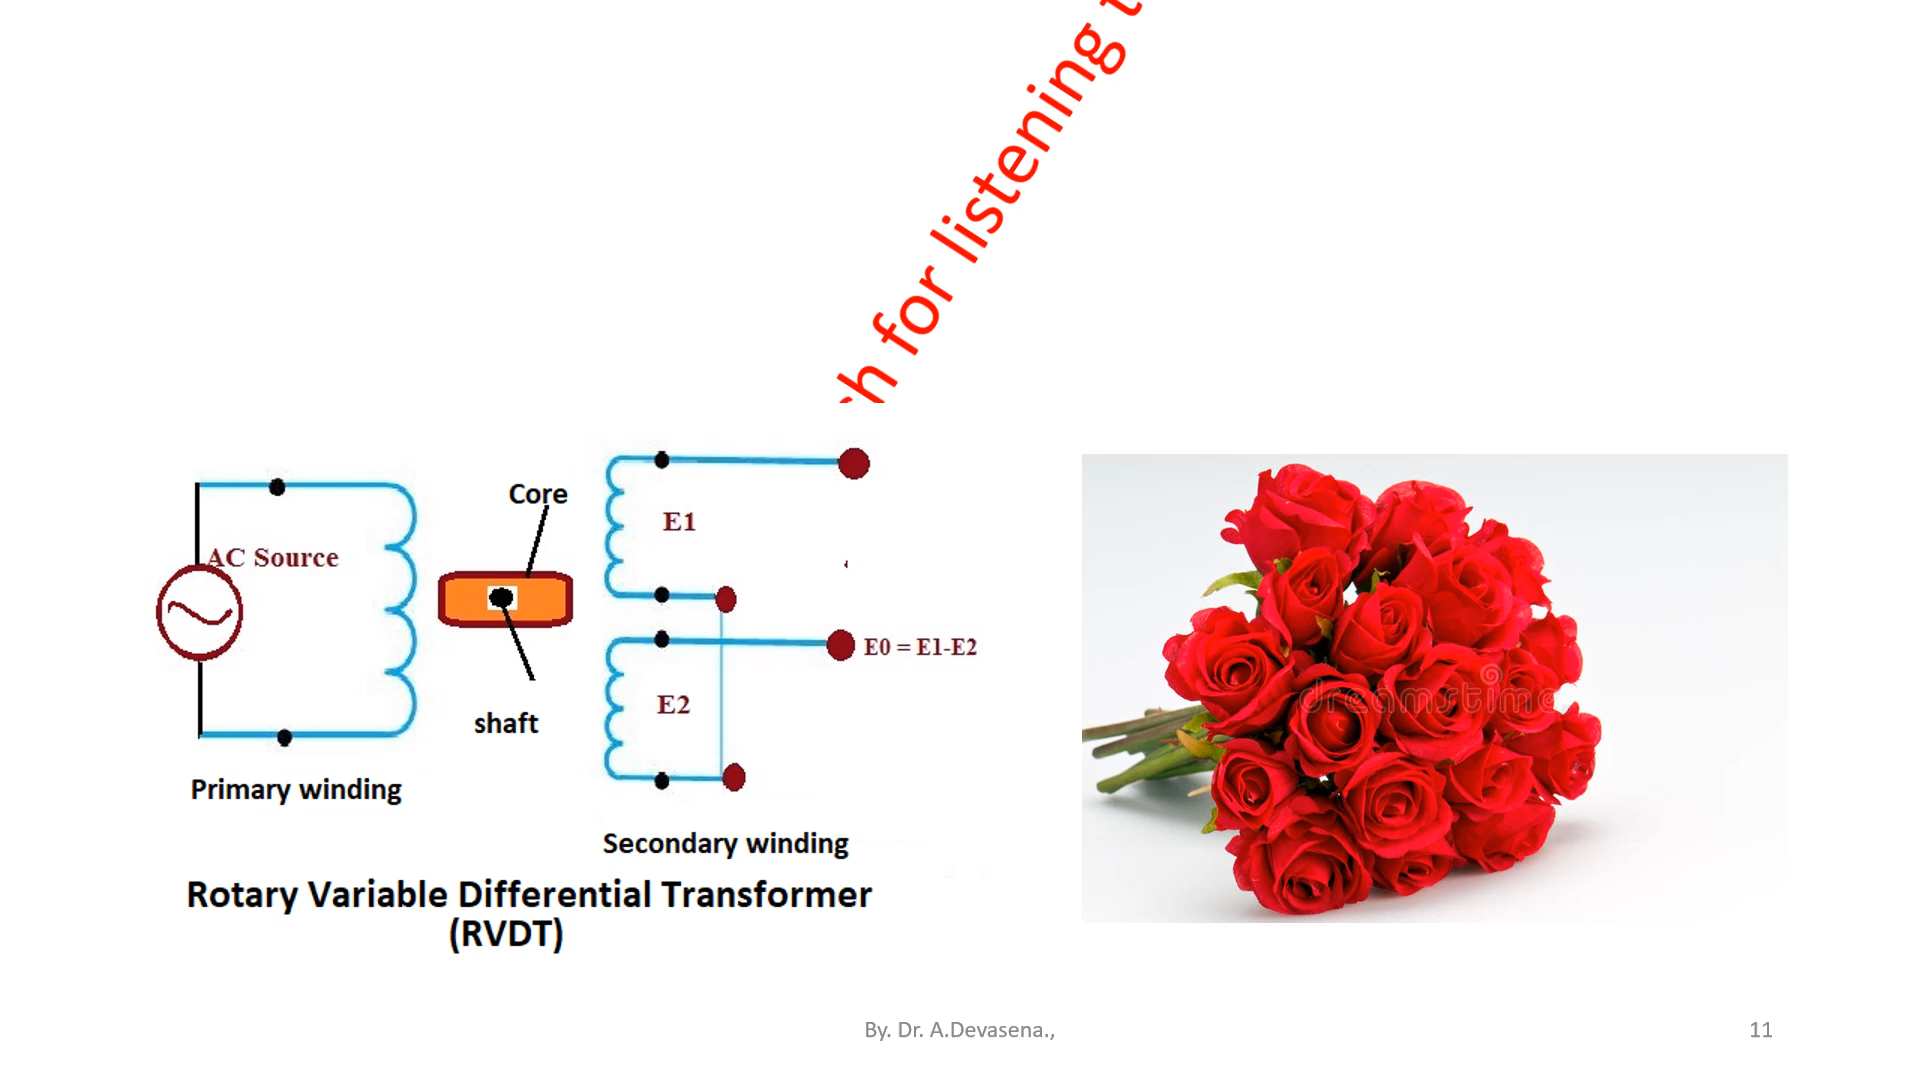 for listening
Core
AC Source
E1
E0 = E1-E2
E2
shaft
Primary winding
Secondary winding
Rotary Variable Differential Transformer
(RVDT)
dreamstime
By. Dr. A.Devasena.,
11